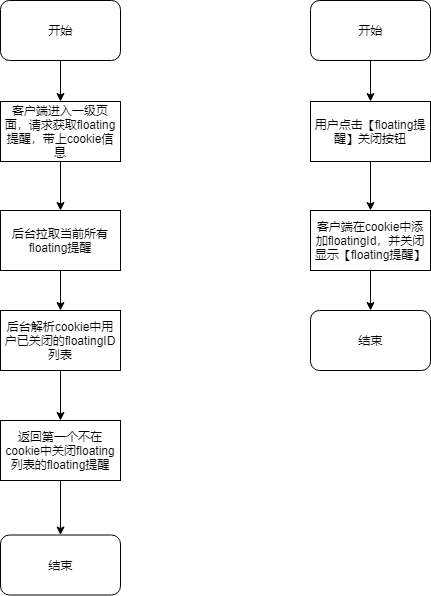 开始
客户端进入一级页
面，请求获取floating
提醒，带上cookie信
息
后台拉取当前所有
floating提醒
后台解析cookie中用
户已关闭的floatingID
列表
返回第一个不在
cookie中关闭floating
列表的floating提醒
结束
开始
用户点击【floating提
醒】关闭按钮
客户端在cookie中添
加floatingId，并关闭
显示【floating提醒】
结束